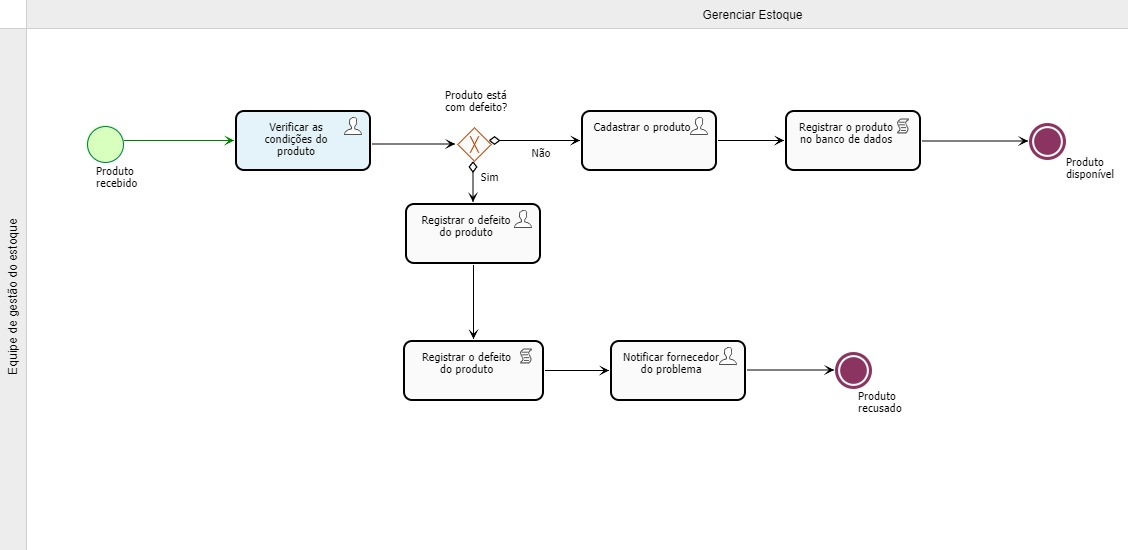 Gerenciar Estoque
Equipe de gestão do estoque
Produto
recebido
Verificar as
condições do
produto
Produto está
com defeito?
Não
Sim
Cadastrar o produto
Registrar o produto
no banco de dados
Produto
disponível
Registrar o defeito
do produto
Registrar o defeito
do produto
Notificar fornecedor
do problema
Produto
recusado